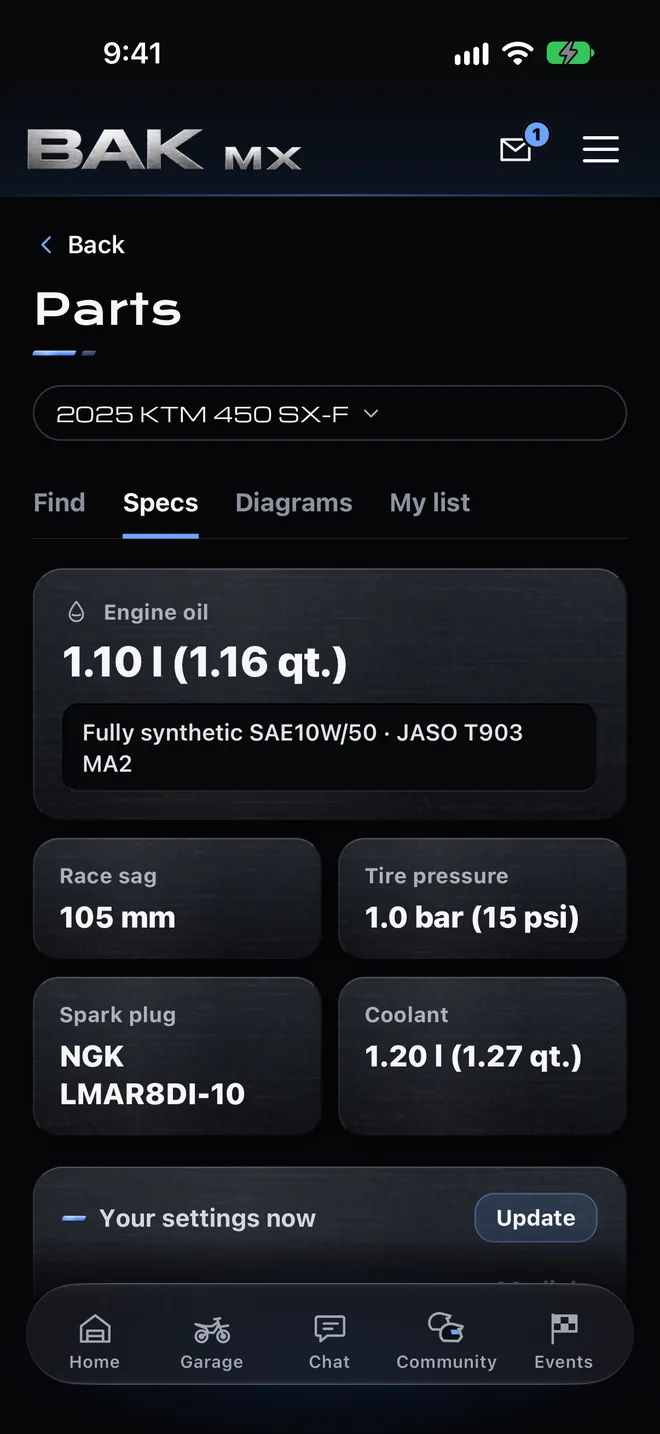 9:41
BAK MX
1
Back
Parts
2025 KTM 450 SX-F
Find Specs Diagrams My list
Engine oil
1.10 l (1.16 qt.)
Fully synthetic SAE10W/50 · JASO T903
MA2
Race sag
105 mm
Tire pressure
1.0 bar (15 psi)
Spark plug
NGK
LMAR8DI-10
Coolant
1.20 l (1.27 qt.)
Your settings now
Update
Home Garage Chat Community Events